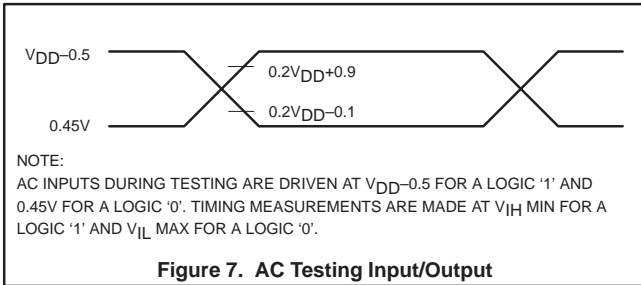 VDD–0.5
0.2VDD+0.9
0.2VDD–0.1
0.45V
NOTE:
AC INPUTS DURING TESTING ARE DRIVEN AT VDD–0.5 FOR A LOGIC ‘1’ AND
0.45V FOR A LOGIC ‘0’. TIMING MEASUREMENTS ARE MADE AT VIH MIN FOR A
LOGIC ‘1’ AND VIL MAX FOR A LOGIC ‘0’.
Figure 7. AC Testing Input/Output